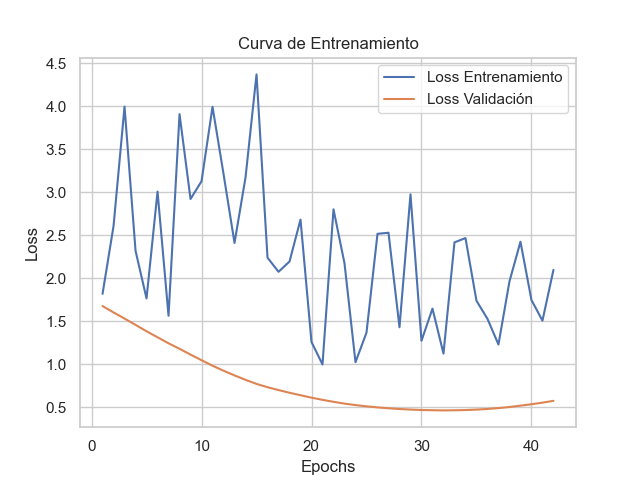 Curva de Entrenamiento
Loss Entrenamiento
Loss Validación
4.5
4.0
3.5
3.0
2.5
2.0
1.5
1.0
0.5
Loss
0 10 20 30 40
Epochs